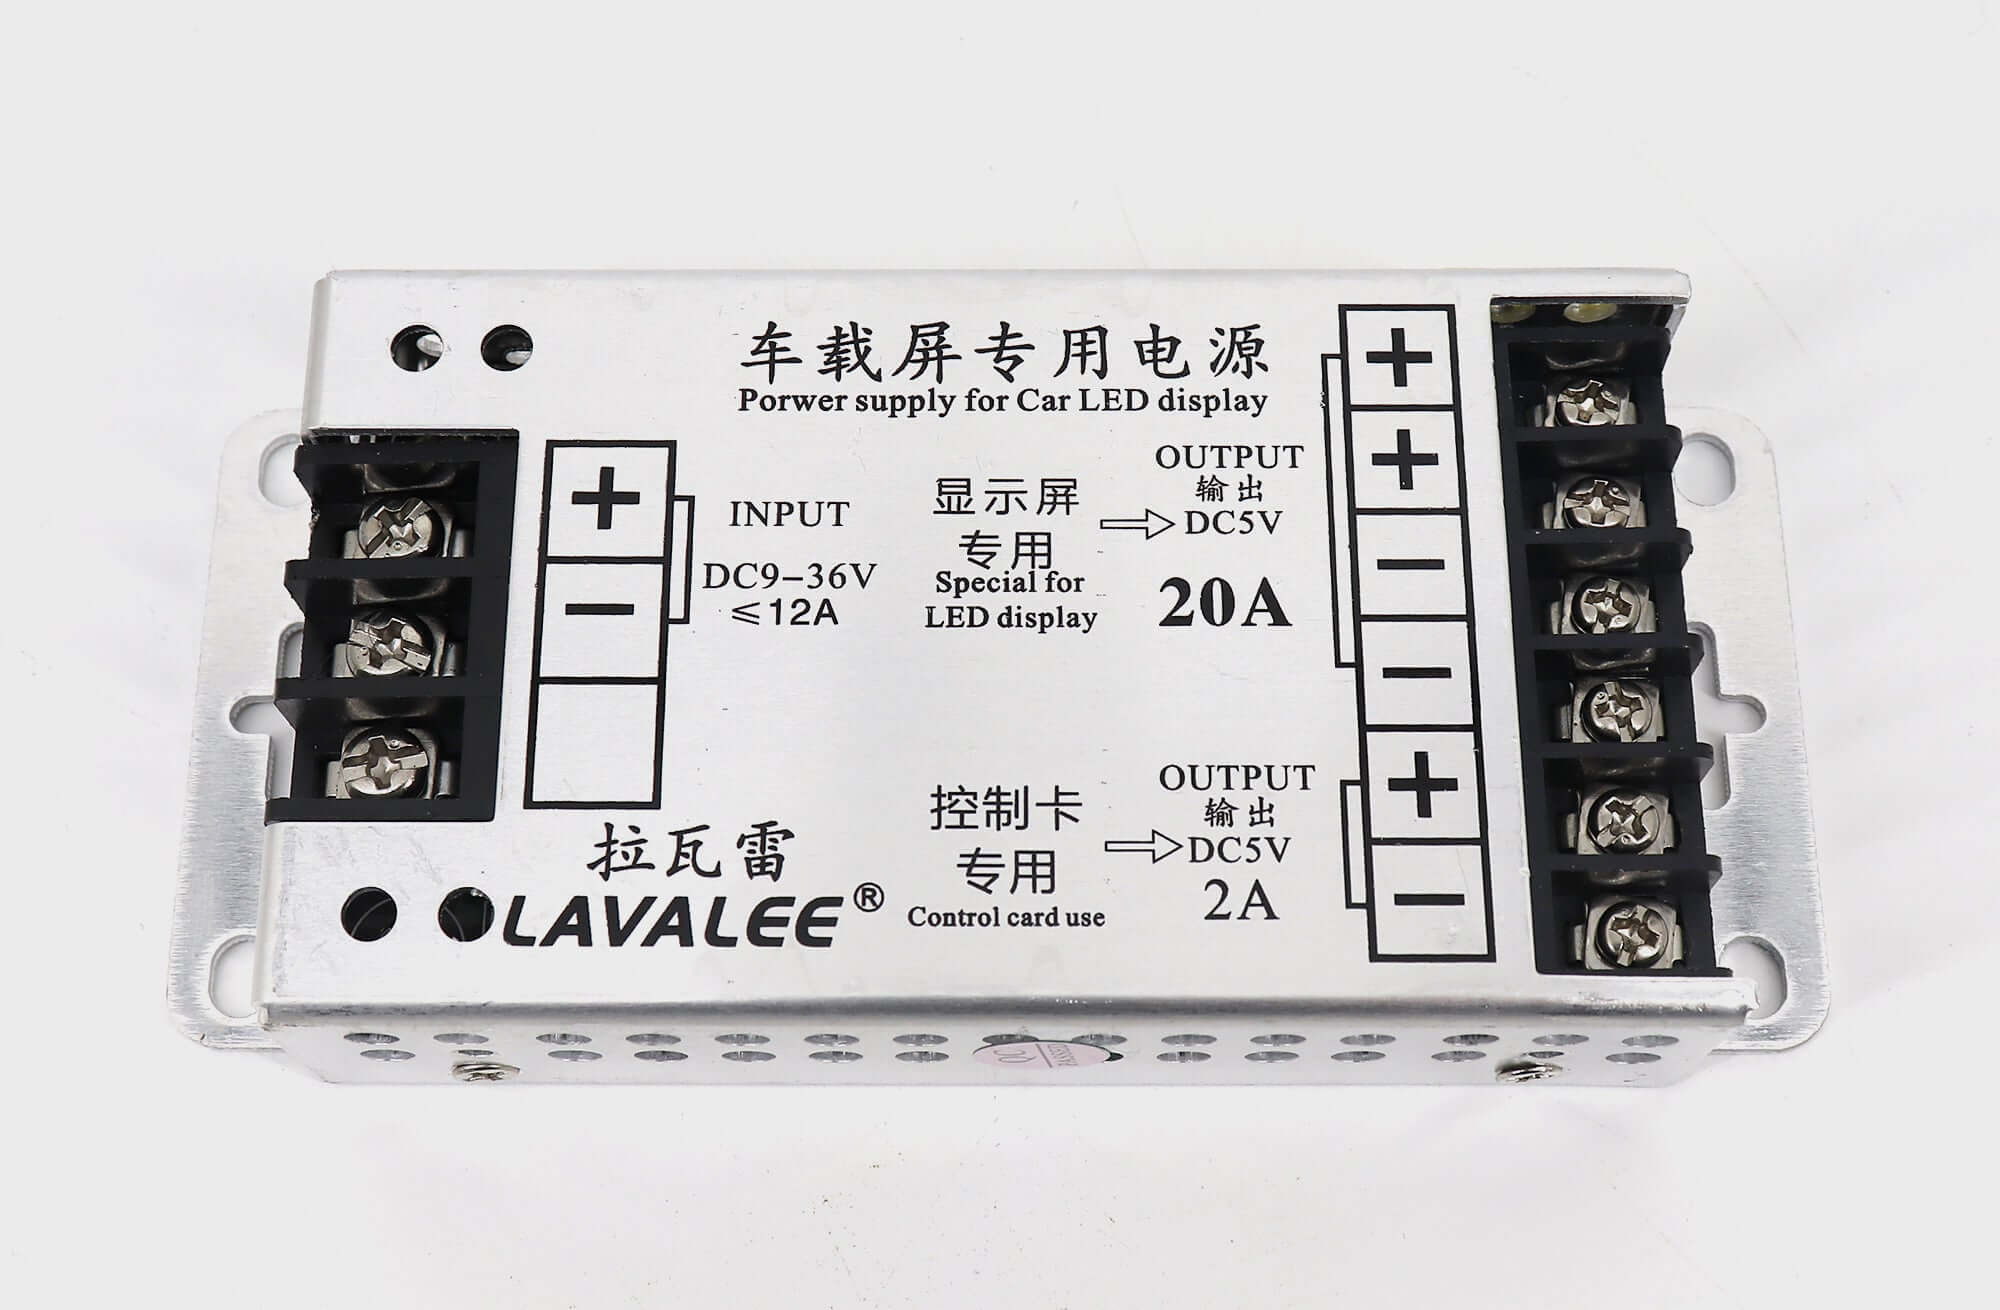 车载屏专用电源
Porwer supply for Car LED display
+
−
INPUT
DC9-36V
≤12A
显示屏
专用
Special for
LED display
OUTPUT
输出
DC5V
20A
+
+
−
−
拉瓦雷
LAVALEE®
控制卡
专用
Control card use
OUTPUT
输出
DC5V
2A
+
−